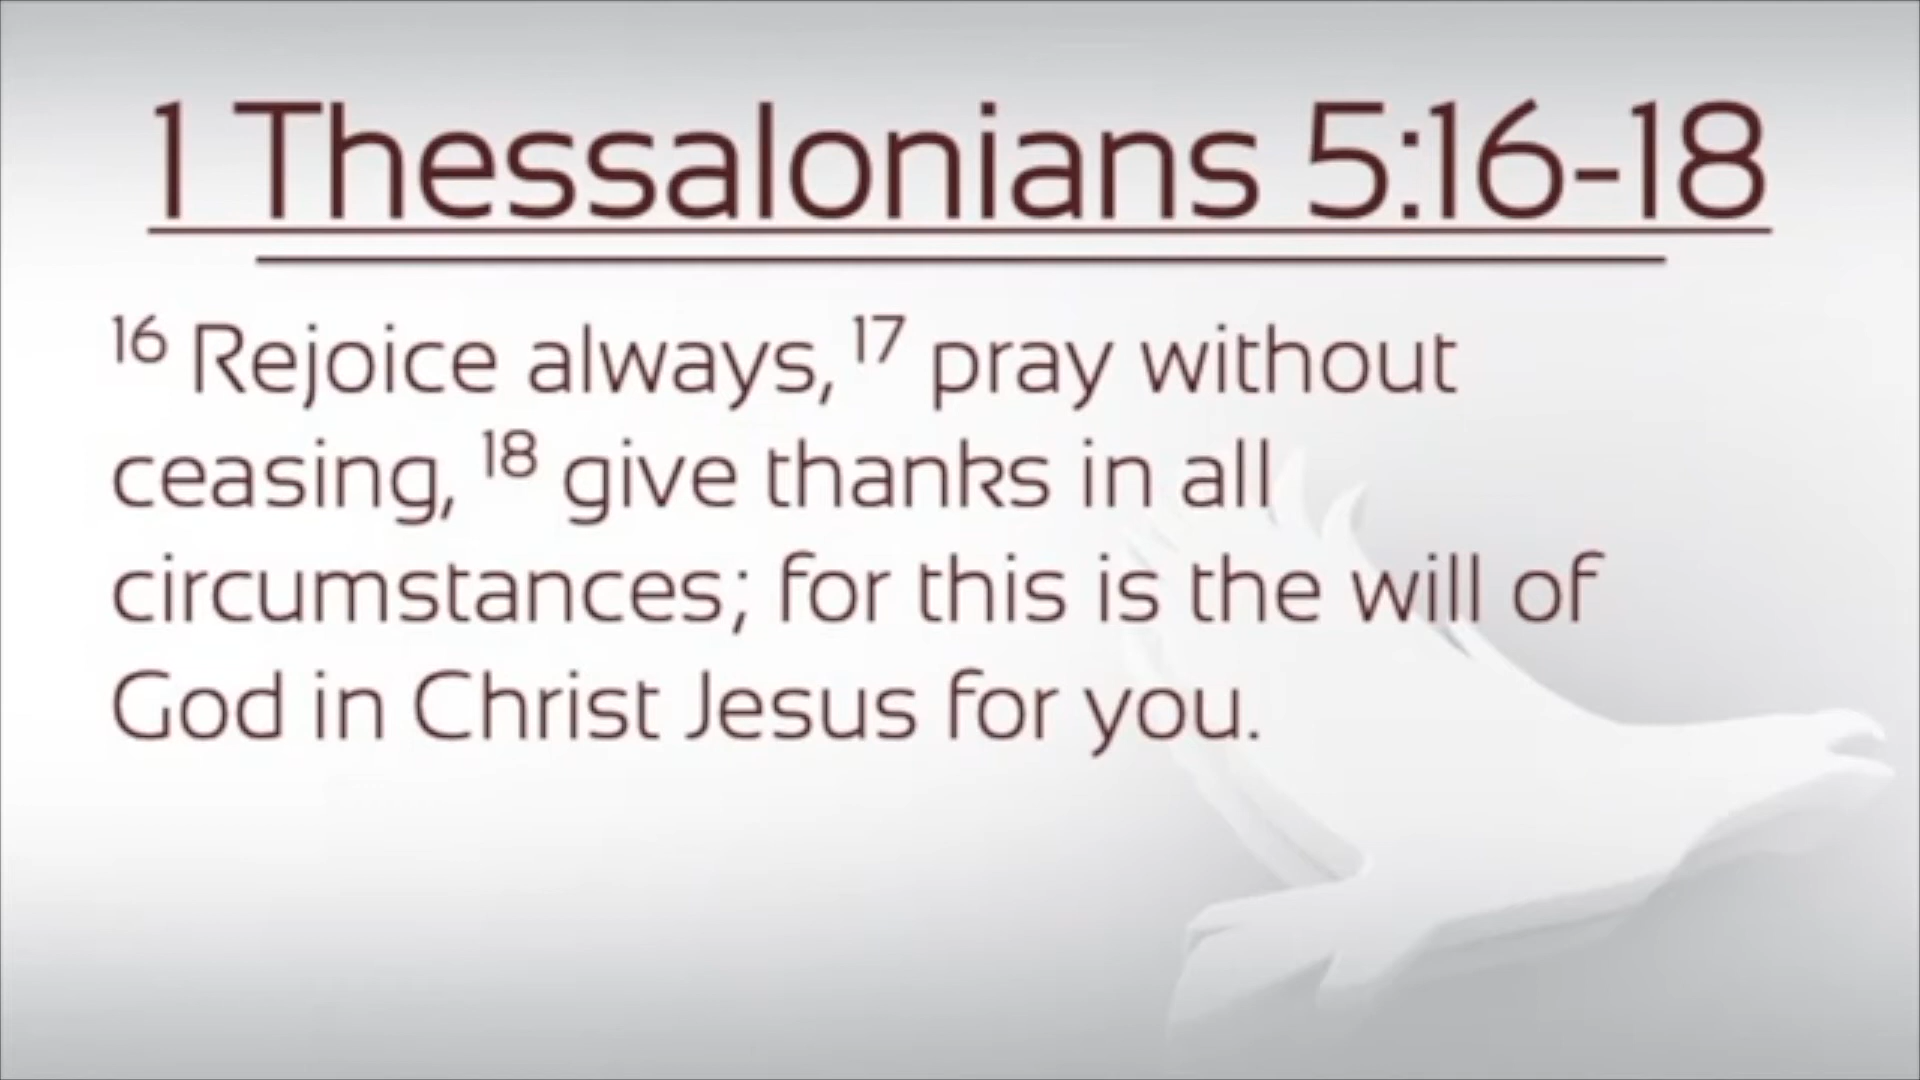 1 Thessalonians 5:16-18
16 Rejoice always, 17 pray without
ceasing, 18 give thanks in all
circumstances; for this is the will of
God in Christ Jesus for you.